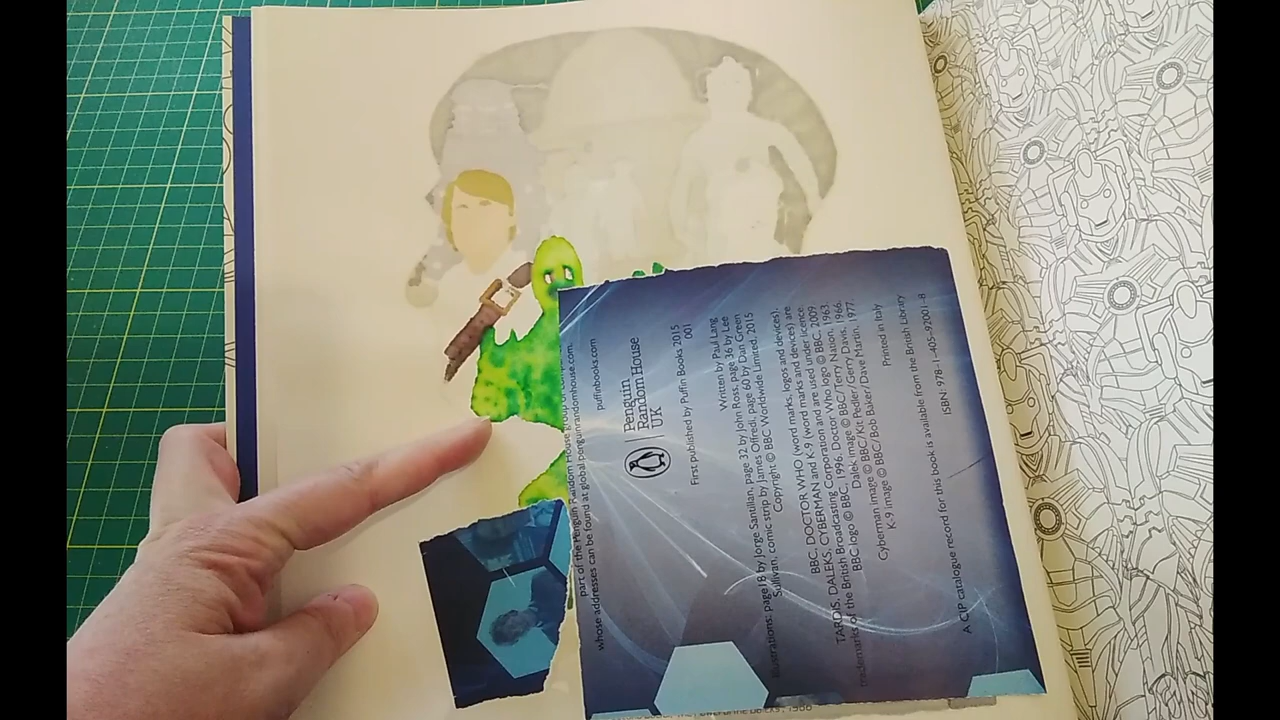 part of the Penguin Random House group of
whose addresses can be found at global.penguinrandomhouse.com.
puffinbooks.com
Penguin
Random House
UK
First published by Puffin Books 2015
001
Written by Paul Lang
Illustrations: page 18 by Jorge Santillan, page 32 by John Ross, page 36 by Lee
Sullivan, comic strip by James Offredi, page 60 by Dan Green
Copyright © BBC Worldwide Limited, 2015
BBC, DOCTOR WHO (word marks, logos and devices),
TARDIS, DALEKS, CYBERMAN and K-9 (word marks and devices) are
trademarks of the British Broadcasting Corporation and are used under licence
BBC logo © BBC, 1996. Doctor Who logo © BBC, 2009
Dalek image © BBC/Terry Nation, 1963
Cyberman image © BBC/Kit Pedler/Gerry Davis, 1966
K-9 image © BBC/Bob Baker/Dave Martin, 1977
Printed in Italy
A CIP catalogue record for this book is available from the British Library
ISBN: 978-1-405-92001-8